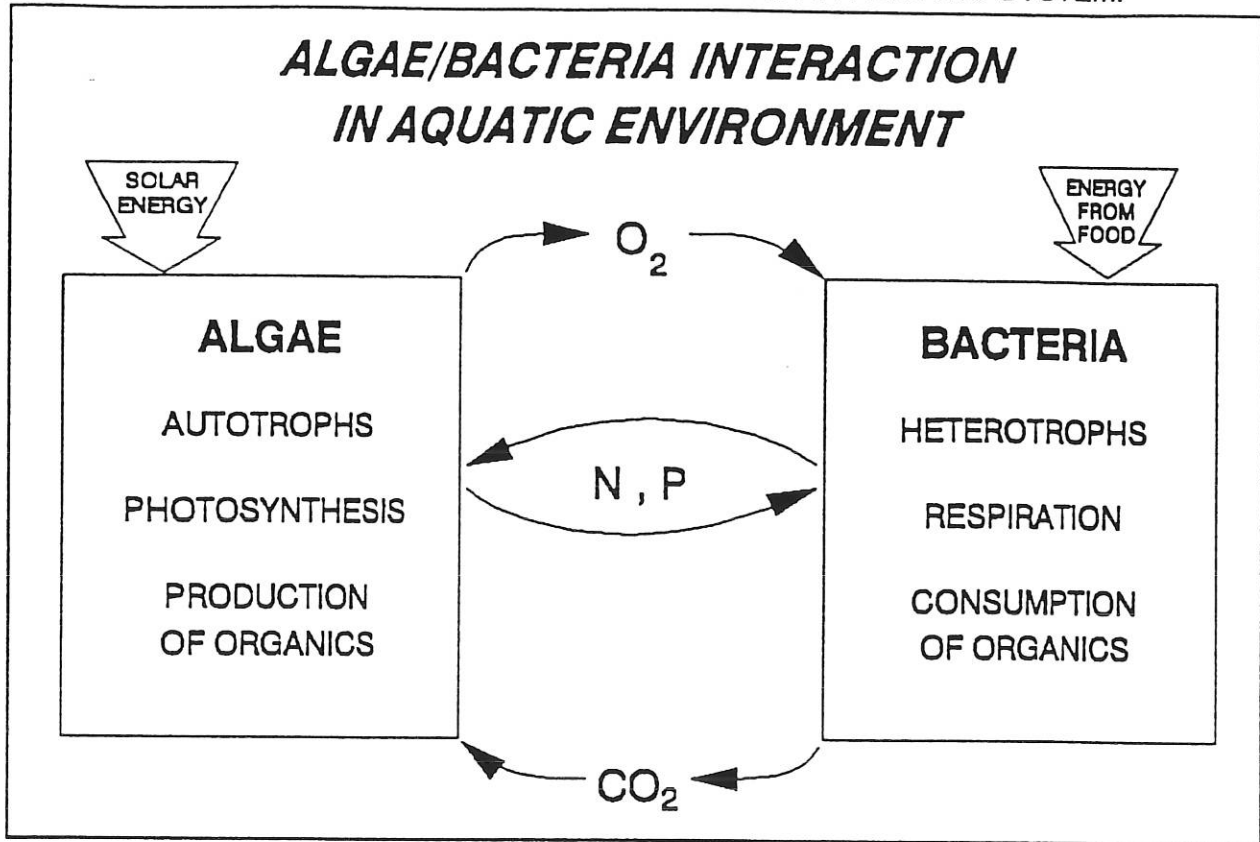 ALGAE/BACTERIA INTERACTION
IN AQUATIC ENVIRONMENT
SOLAR
ENERGY
ENERGY
FROM
FOOD
O₂
ALGAE
AUTOTROPHS
PHOTOSYNTHESIS
PRODUCTION
OF ORGANICS
N , P
BACTERIA
HETEROTROPHS
RESPIRATION
CONSUMPTION
OF ORGANICS
CO₂